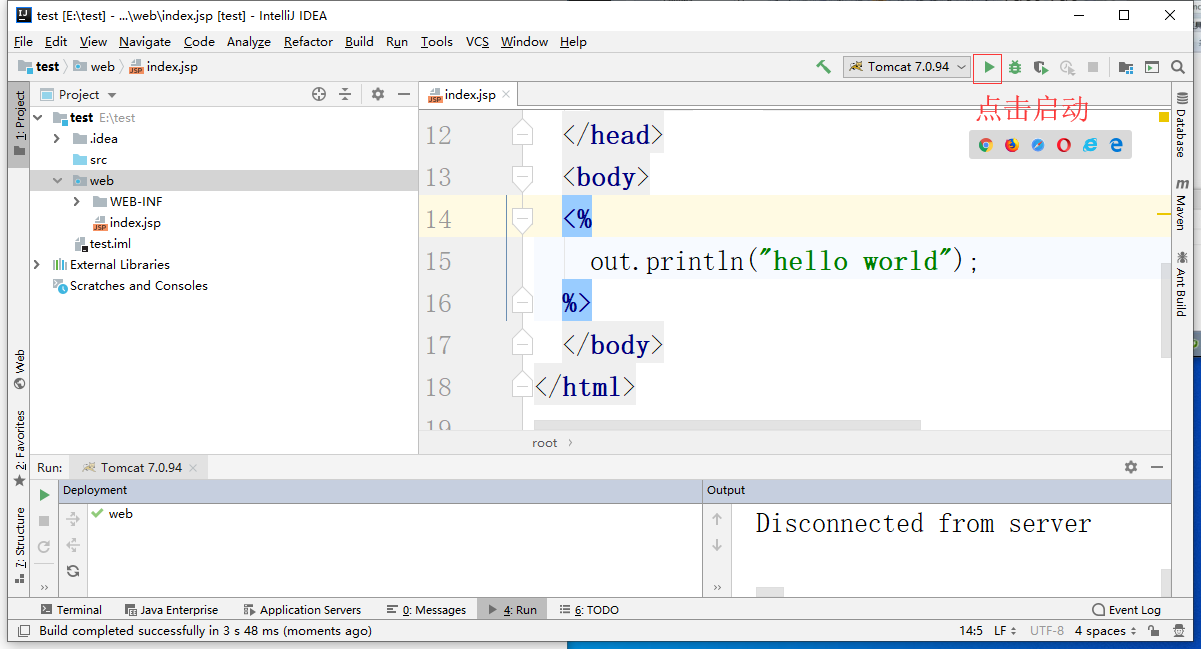 test [E:\test] - ...\web\index.jsp [test] - IntelliJ IDEA
File Edit View Navigate Code Analyze Refactor Build Run Tools VCS Window Help
test web index.jsp Tomcat 7.0.94
点击启动
1: Project
Project
index.jsp
test E:\test
.idea
src
web
WEB-INF
index.jsp
test.iml
External Libraries
Scratches and Consoles
12 </head>
13 <body>
14 <%
15 out.println("hello world");
16 %>
17 </body>
18 </html>
19
root
Database
Maven
Ant Build
Web
2: Favorites
7: Structure
Run: Tomcat 7.0.94
Deployment
web
Output
Disconnected from server
Terminal Java Enterprise Application Servers 0: Messages 4: Run 6: TODO Event Log
Build completed successfully in 3 s 48 ms (moments ago) 14:5 LF UTF-8 4 spaces